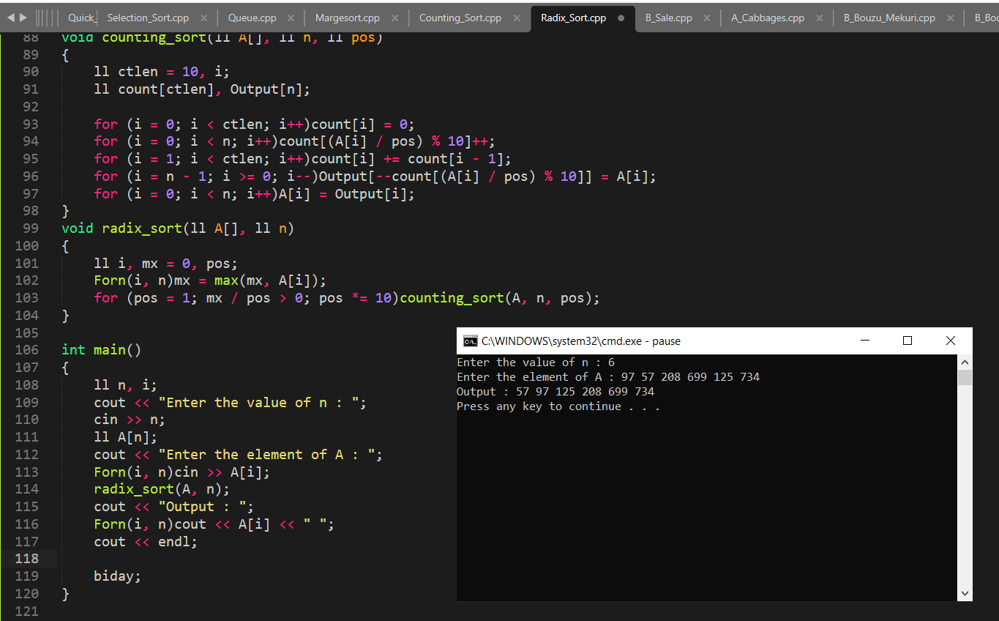 Quick_ Selection_Sort.cpp Queue.cpp Margesort.cpp Counting_Sort.cpp Radix_Sort.cpp B_Sale.cpp A_Cabbages.cpp B_Bouzu_Mekuri.cpp B_Boo
88 void counting_sort(ll A[], ll n, ll pos)
89 {
90 ll ctlen = 10, i;
91 ll count[ctlen], Output[n];
92
93 for (i = 0; i < ctlen; i++)count[i] = 0;
94 for (i = 0; i < n; i++)count[(A[i] / pos) % 10]++;
95 for (i = 1; i < ctlen; i++)count[i] += count[i - 1];
96 for (i = n - 1; i >= 0; i--)Output[--count[(A[i] / pos) % 10]] = A[i];
97 for (i = 0; i < n; i++)A[i] = Output[i];
98 }
99 void radix_sort(ll A[], ll n)
100 {
101 ll i, mx = 0, pos;
102 Forn(i, n)mx = max(mx, A[i]);
103 for (pos = 1; mx / pos > 0; pos *= 10)counting_sort(A, n, pos);
104 }
105
106 int main()
107 {
108 ll n, i;
109 cout << "Enter the value of n : ";
110 cin >> n;
111 ll A[n];
112 cout << "Enter the element of A : ";
113 Forn(i, n)cin >> A[i];
114 radix_sort(A, n);
115 cout << "Output : ";
116 Forn(i, n)cout << A[i] << " ";
117 cout << endl;
118
119 biday;
120 }
121
C:\WINDOWS\system32\cmd.exe - pause
Enter the value of n : 6
Enter the element of A : 97 57 208 699 125 734
Output : 57 97 125 208 699 734
Press any key to continue . . .